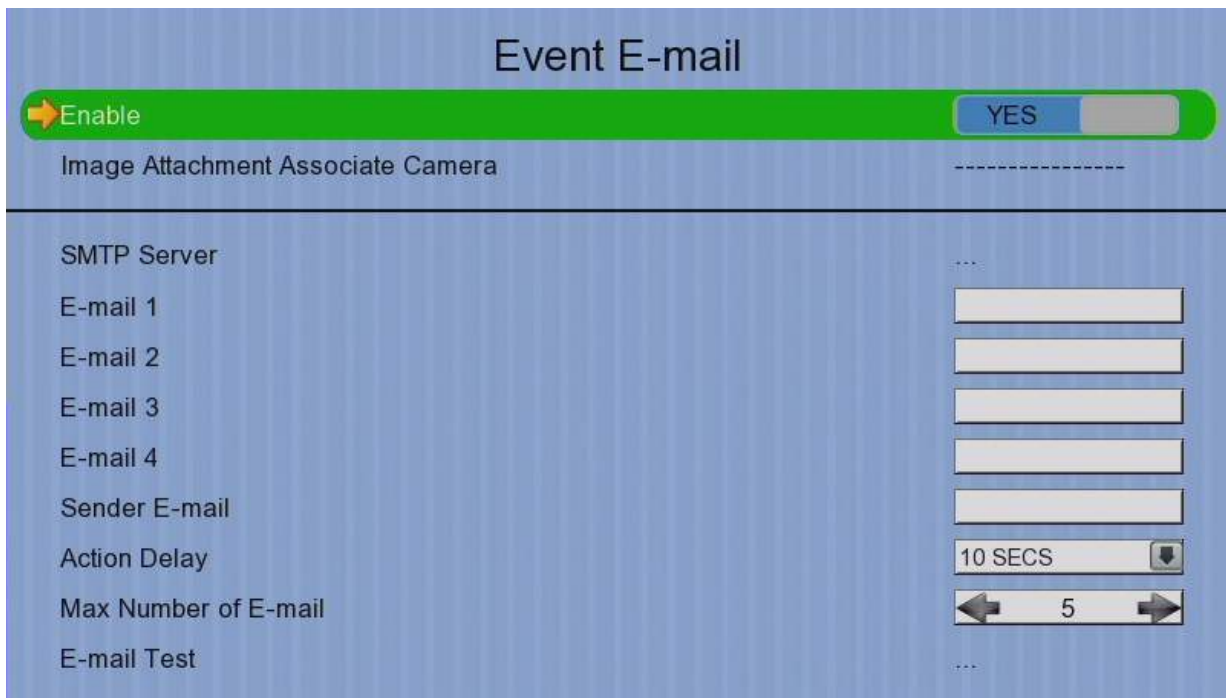 Event E-mail
Enable YES
Image Attachment Associate Camera ----------------
SMTP Server ...
E-mail 1
E-mail 2
E-mail 3
E-mail 4
Sender E-mail
Action Delay 10 SECS
Max Number of E-mail 5
E-mail Test ...